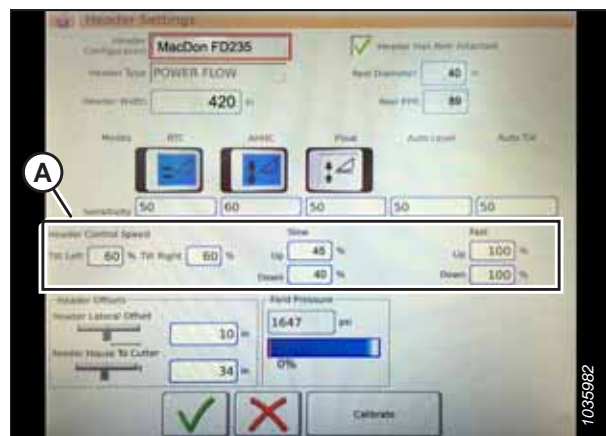 Header Settings
Header Configuration MacDon FD235
Header Has Reel Attached
Header Type POWER FLOW
Reel Diameter 40 in
Header Width 420 in
Reel PPR 89
Modes RTC AHHC Float Auto Level Auto Tilt
A
Sensitivity 50 60 50 50 50
Header Control Speed Slow Fast
Tilt Left 60 % Tilt Right 60 % Up 45 % Up 100 %
Down 40 % Down 100 %
Header Offsets Field Pressure
Header Lateral Offset
10 in 1647 psi
Feeder House To Cutter
34 in 0%
Calibrate
1035982